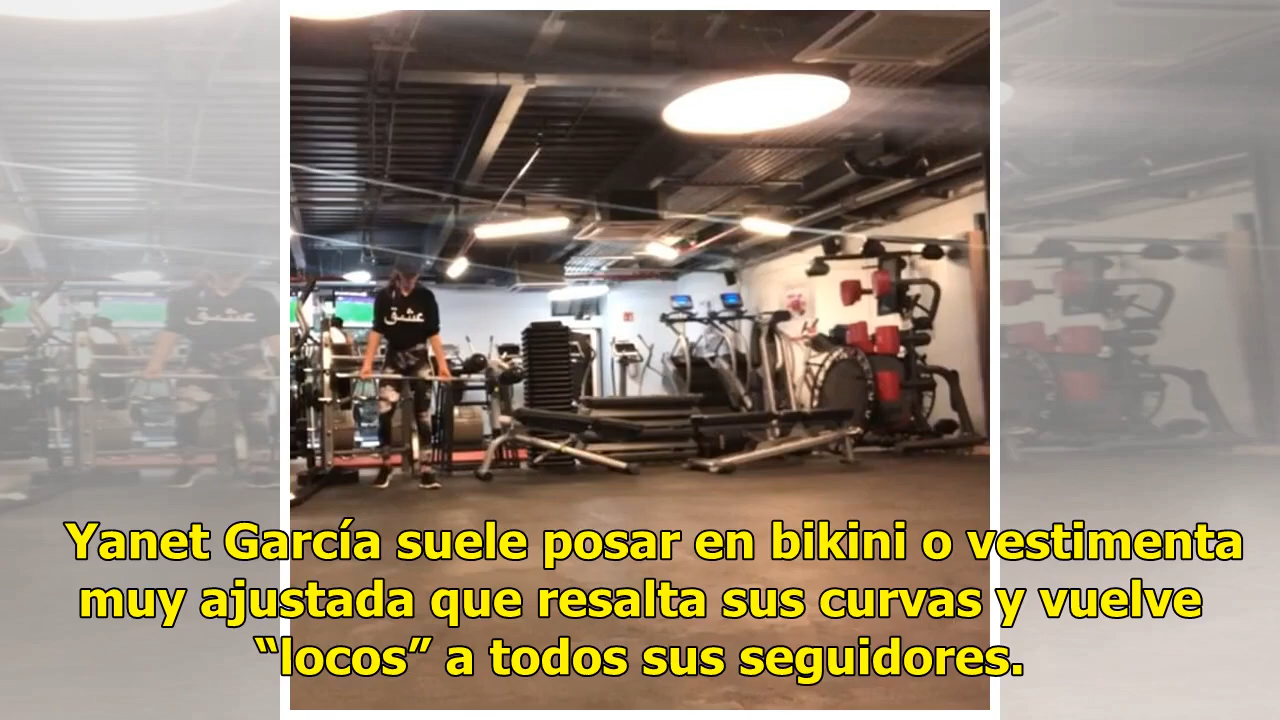 عشق
Yanet García suele posar en bikini o vestimenta
muy ajustada que resalta sus curvas y vuelve
“locos” a todos sus seguidores.